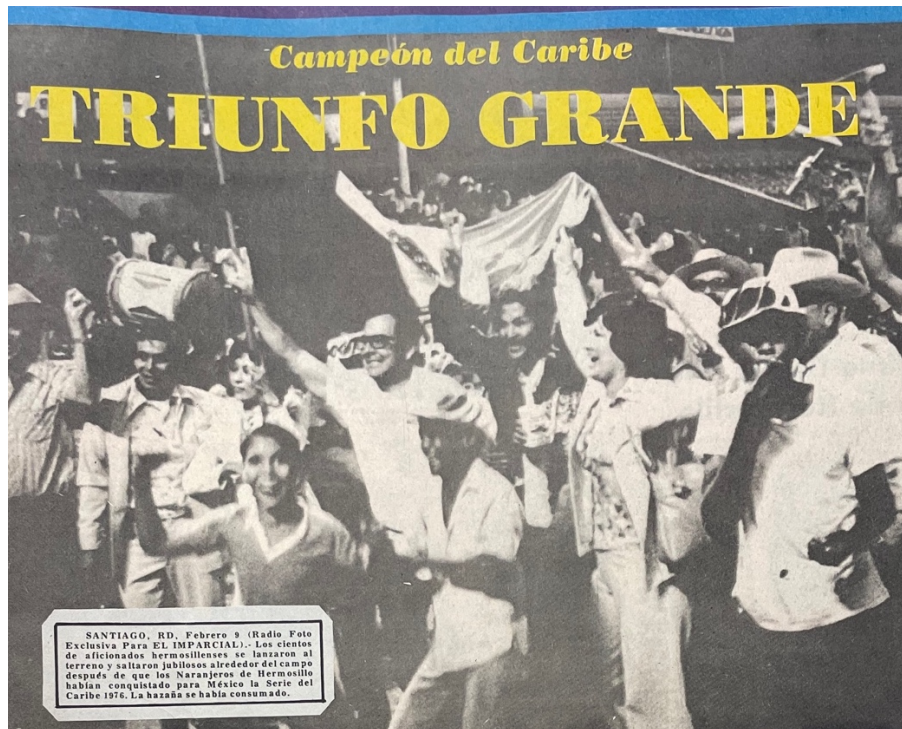 Campeón del Caribe
TRIUNFO GRANDE
SANTIAGO, RD, Febrero 9 (Radio Foto
Exclusiva Para EL IMPARCIAL).- Los cientos
de aficionados hermosillenses se lanzaron al
terreno y saltaron jubilosos alrededor del campo
después de que los Naranjeros de Hermosillo
habían conquistado para México la Serie del
Caribe 1976. La hazaña se había consumado.